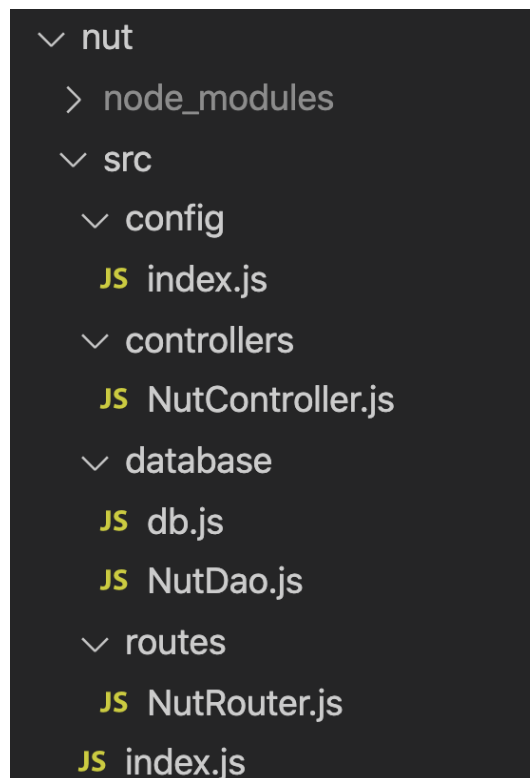 nut
node_modules
src
config
JS index.js
controllers
JS NutController.js
database
JS db.js
JS NutDao.js
routes
JS NutRouter.js
JS index.js